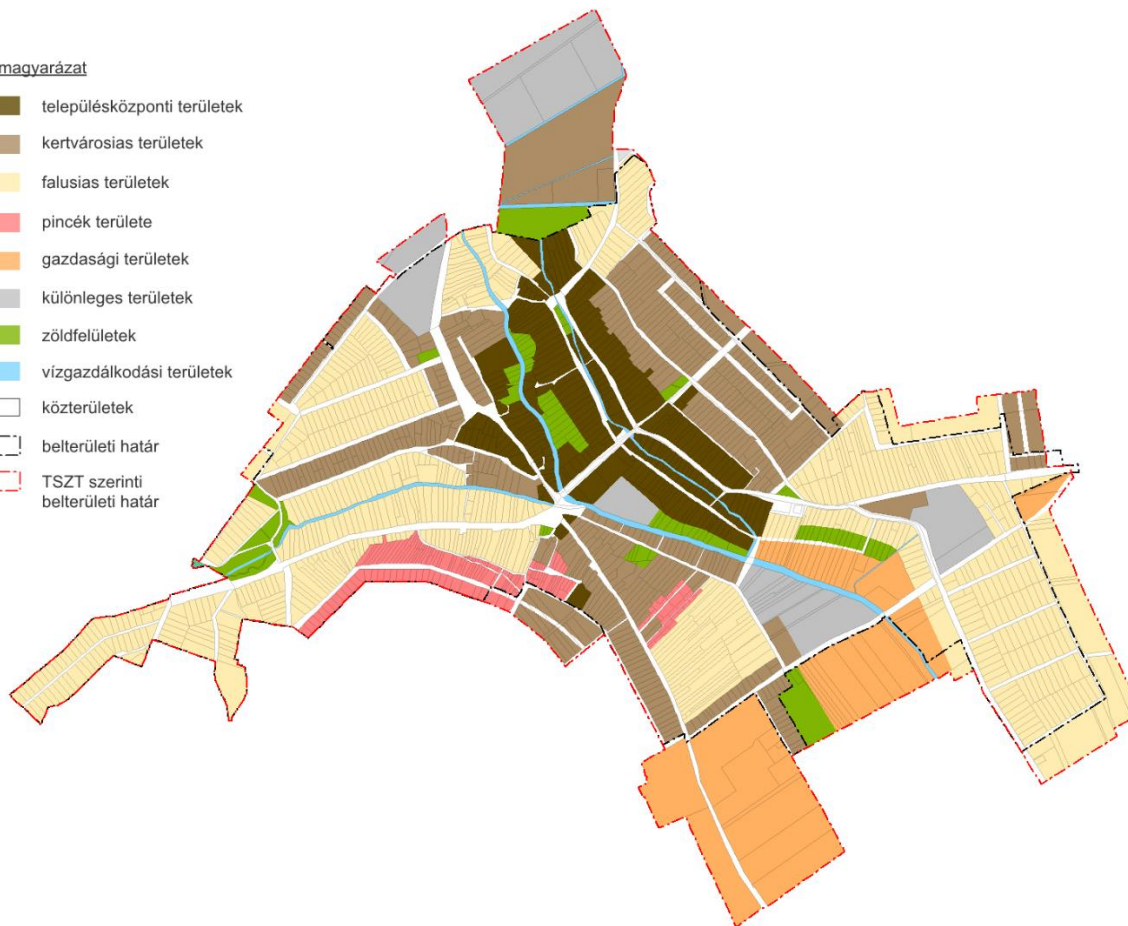 magyarázat
településközponti területek
kertvárosias területek
falusias területek
pincék területe
gazdasági területek
különleges területek
zöldfelületek
vízgazdálkodási területek
közterületek
belterületi határ
TSZT szerinti
belterületi határ